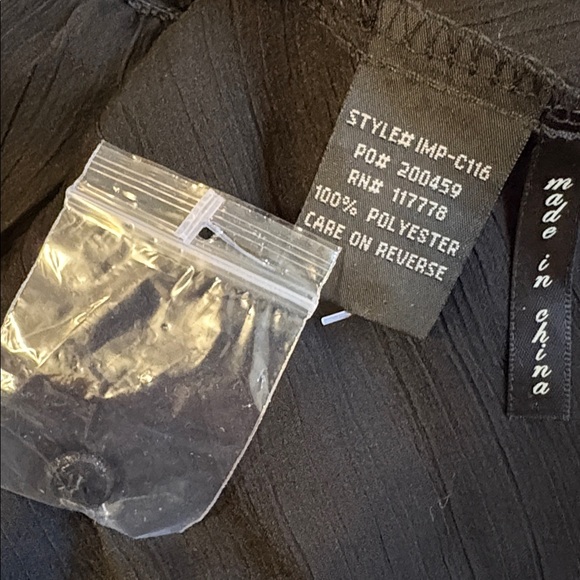 STYLE# IMP-C116
PO# 200459
RN# 117778
100% POLYESTER
CARE ON REVERSE
made in china